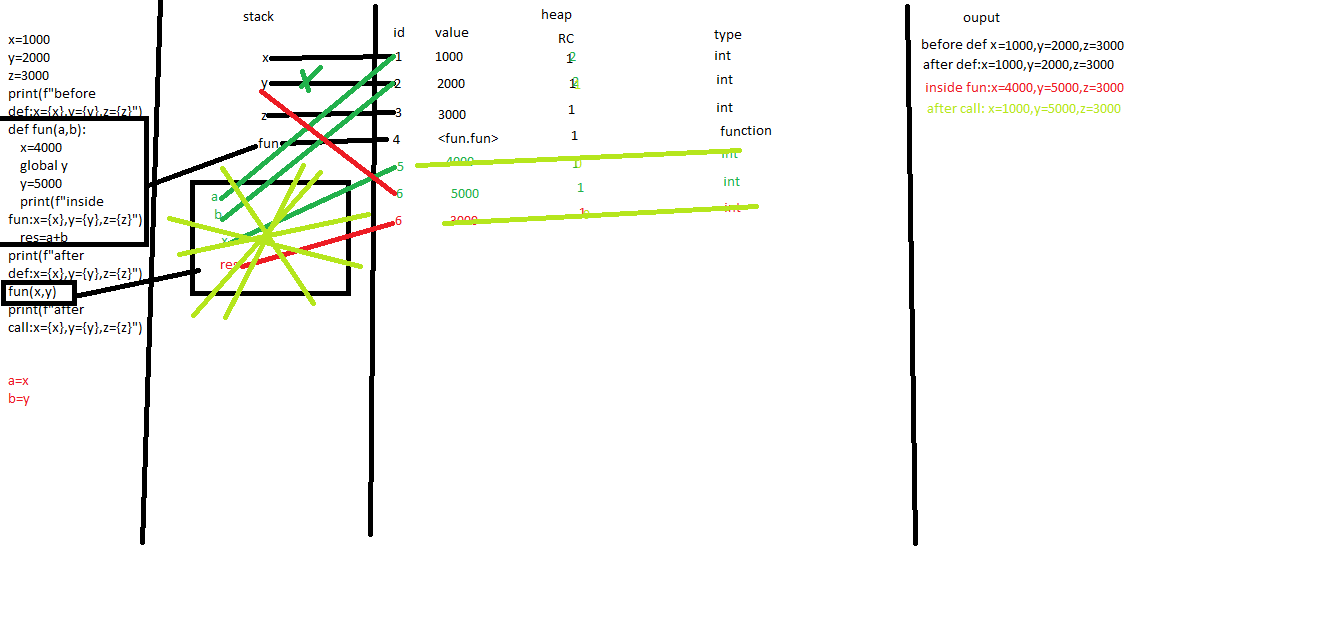 x=1000
y=2000
z=3000
print(f"before
def:x={x},y={y},z={z}")
def fun(a,b):
x=4000
global y
y=5000
print(f"inside
fun:x={x},y={y},z={z}")
res=a+b
print(f"after
def:x={x},y={y},z={z}")
fun(x,y)
print(f"after
call:x={x},y={y},z={z}")
a=x
b=y
stack
x
y
z
fun
a
b
x
res
heap
id value RC type
1 1000 1 2 int
2 2000 1 2 1 int
3 3000 1 int
4 <fun.fun> 1 function
5 4000 1 0 int
6 5000 1 int
6 3000 1 0 int
ouput
before def x=1000,y=2000,z=3000
after def:x=1000,y=2000,z=3000
inside fun:x=4000,y=5000,z=3000
after call: x=1000,y=5000,z=3000